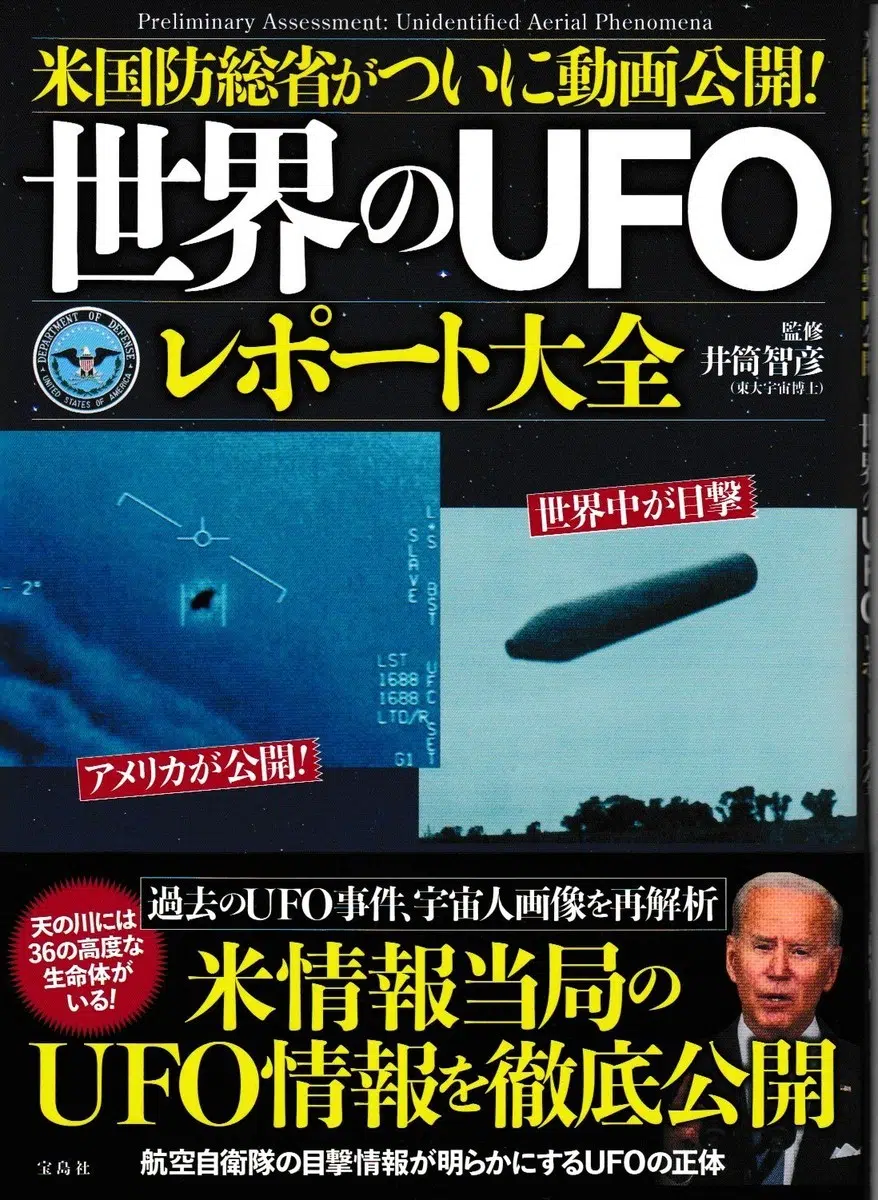 Preliminary Assessment: Unidentified Aerial Phenomena
米国防総省がついに動画公開!
世界のUFO
DEPARTMENT OF DEFENSE
UNITED STATES OF AMERICA
レポート大全
監修
井筒智彦
(東大宇宙博士)
世界中が目撃
L+S BST
SLAVE
- 2°
LST
1688
1688
LTD/R
UFC SET
G1
アメリカが公開!
過去のUFO事件、宇宙人画像を再解析
天の川には
36の高度な
生命体が
いる!
米情報当局の
UFO情報を徹底公開
宝島社
航空自衛隊の目撃情報が明らかにするUFOの正体